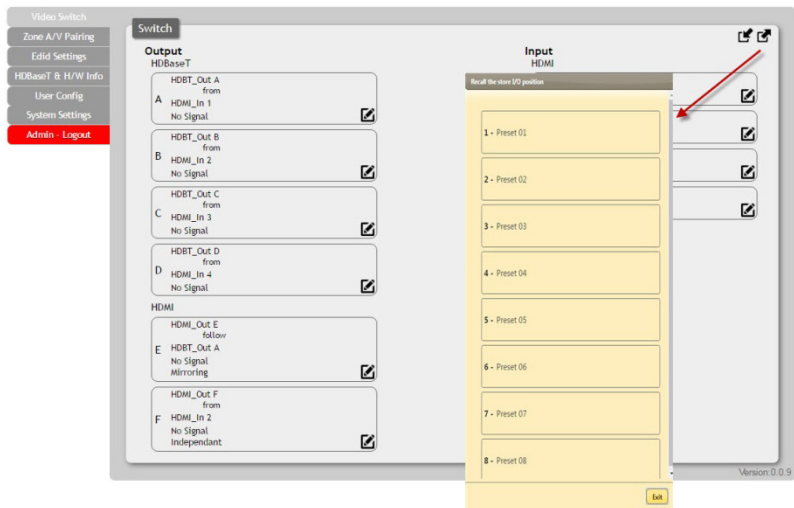 Video Switch
Zone A/V Pairing
Edid Settings
HDBaseT & H/W Info
User Config
System Settings
Admin - Logout
Switch
Output
HDBaseT
HDBT_Out A
from
A
HDMI_In 1
No Signal
HDBT_Out B
from
B
HDMI_In 2
No Signal
HDBT_Out C
from
C
HDMI_In 3
No Signal
HDBT_Out D
from
D
HDMI_In 4
No Signal
HDMI
HDMI_Out E
follow
E
HDBT_Out A
No Signal
Mirroring
HDMI_Out F
from
F
HDMI_In 2
No Signal
Independant
Input
HDMI
Recall the store I/O position
1 - Preset 01
2 - Preset 02
3 - Preset 03
4 - Preset 04
5 - Preset 05
6 - Preset 06
7 - Preset 07
8 - Preset 08
Exit
Version:0.0.9